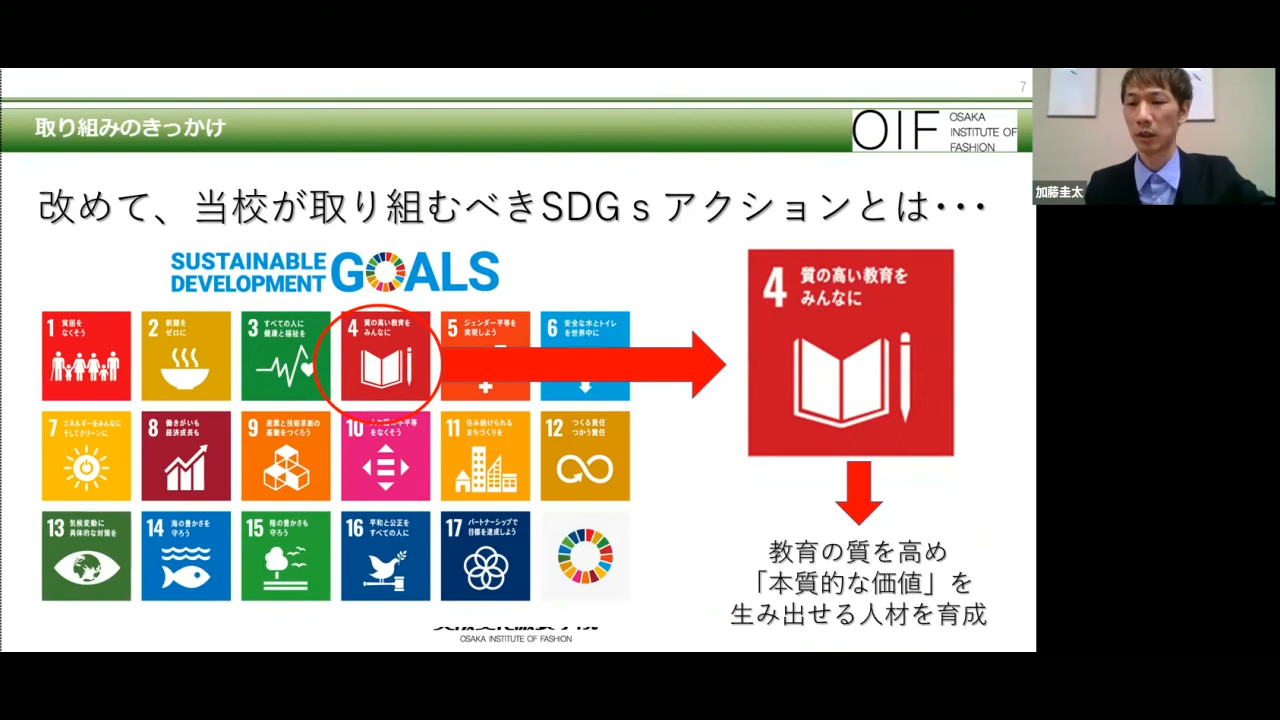 7
取り組みのきっかけ
OIF
OSAKA
INSTITUTE OF
FASHION
加藤圭太
改めて、当校が取り組むべきSDGｓアクションとは･･･
SUSTAINABLE
DEVELOPMENT
GOALS
1 貧困を
なくそう
2 飢餓を
ゼロに
3 すべての人に
健康と福祉を
4 質の高い教育を
みんなに
5 ジェンダー平等を
実現しよう
6 安全な水とトイレ
を世界中に
7 エネルギーをみんなに
そしてクリーンに
8 働きがいも
経済成長も
9 産業と技術革新の
基盤をつくろう
10
をなくそう
11 住み続けられる
まちづくりを
12 つくる責任
つかう責任
13 気候変動に
具体的な対策を
14 海の豊かさを
守ろう
15 陸の豊かさも
守ろう
16 平和と公正を
すべての人に
17 パートナーシップで
目標を達成しよう
4 質の高い教育を
みんなに
教育の質を高め
「本質的な価値」を
生み出せる人材を育成
OSAKA INSTITUTE OF FASHION